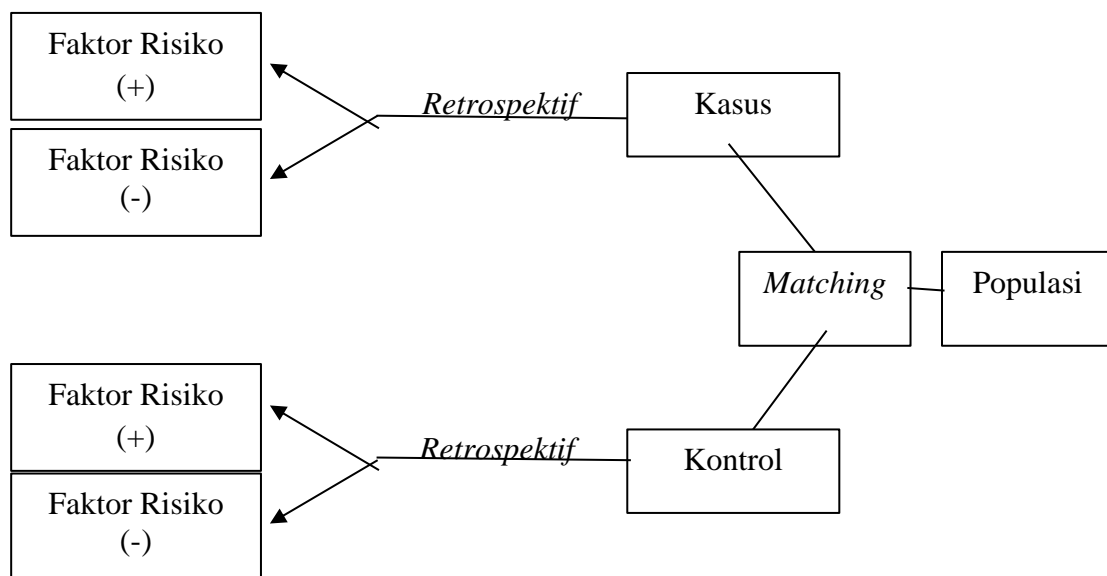 Faktor Risiko
(+)
Retrospektif
Kasus
Faktor Risiko
(-)
Matching
Populasi
Faktor Risiko
(+)
Retrospektif
Kontrol
Faktor Risiko
(-)